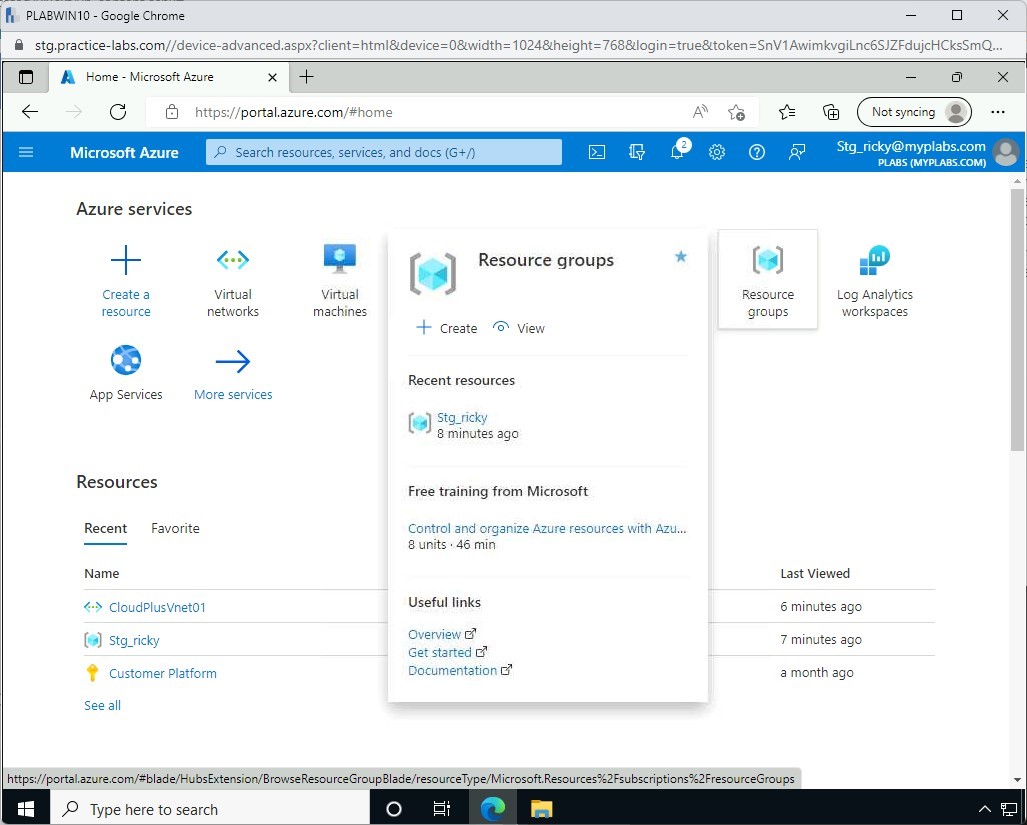 PLABWIN10 - Google Chrome
stg.practice-labs.com//device-advanced.aspx?client=html&device=0&width=1024&height=768&login=true&token=SnV1AwimkvgiLnc6SJZFdujcHCksSmQ...
Home - Microsoft Azure
https://portal.azure.com/#home
Not syncing
Microsoft Azure
Search resources, services, and docs (G+/)
2
Stg_ricky@myplabs.com
PLABS (MYPLABS.COM)
Azure services
Create a resource
Virtual networks
Virtual machines
Resource groups
Create
View
Recent resources
Stg_ricky
8 minutes ago
Free training from Microsoft
Control and organize Azure resources with Azu...
8 units · 46 min
Useful links
Overview
Get started
Documentation
Resource groups
Log Analytics workspaces
App Services
More services
Resources
Recent
Favorite
Name
Last Viewed
CloudPlusVnet01
6 minutes ago
Stg_ricky
7 minutes ago
Customer Platform
a month ago
See all
https://portal.azure.com/#blade/HubsExtension/BrowseResourceGroupBlade/resourceType/Microsoft.Resources%2Fsubscriptions%2FresourceGroups
Type here to search